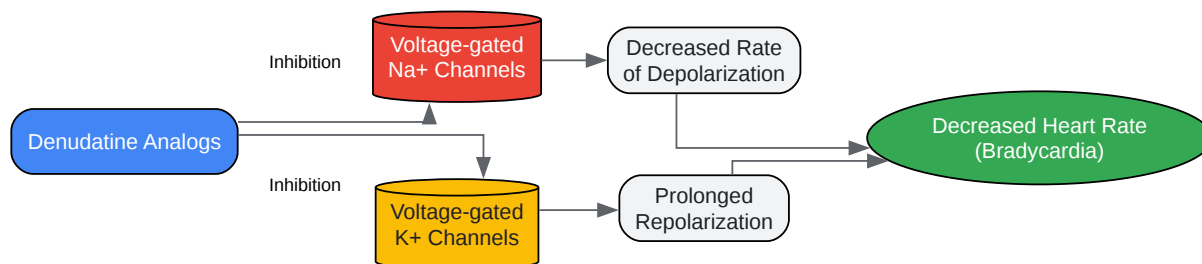 Inhibition
Voltage-gated
Na+ Channels
Decreased Rate
of Depolarization
Denudatine Analogs
Decreased Heart Rate
(Bradycardia)
Inhibition
Voltage-gated
K+ Channels
Prolonged
Repolarization